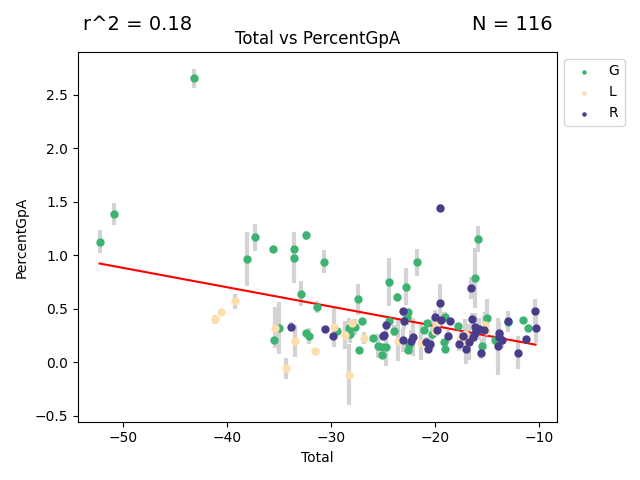 r^2 = 0.18
N = 116
Total vs PercentGpA
G
L
R
PercentGpA
2.5
2.0
1.5
1.0
0.5
0.0
−0.5
−50
−40
−30
−20
−10
Total